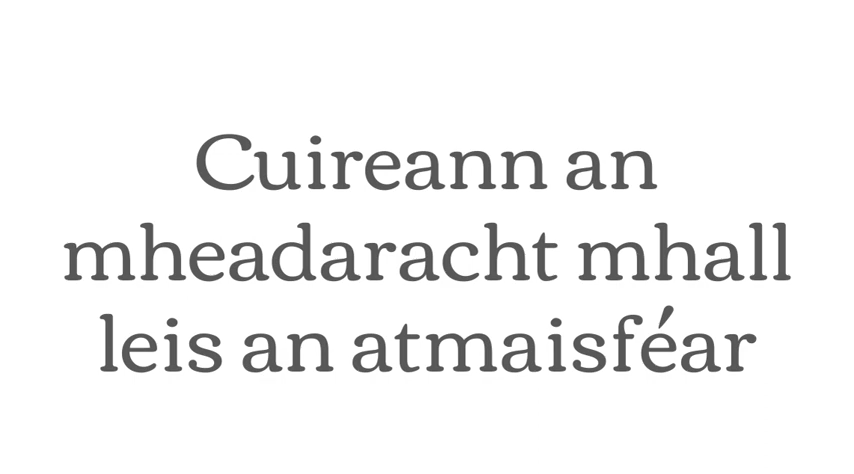 Cuireann an
mheadaracht mhall
leis an atmaisféar